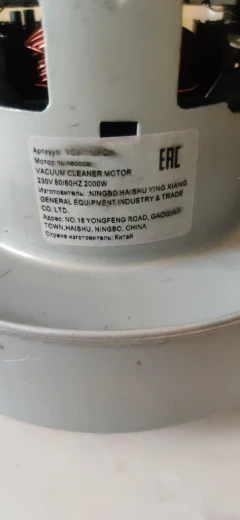 Артикул:
Мотор
EAC
VACUUM CLEANER MOTOR
230V 50/60HZ 2000W
Изготовитель: :NINGBO HAISHU YING XIANG
GENERAL EQUIPMENT INDUSTRY & TRADE
CO. LTD.
Адрес: NO.18 YONGFENG ROAD, GAOQIAO
TOWN,HAISHU, NINGBO, CHINA
Страна изготовитель: Китай